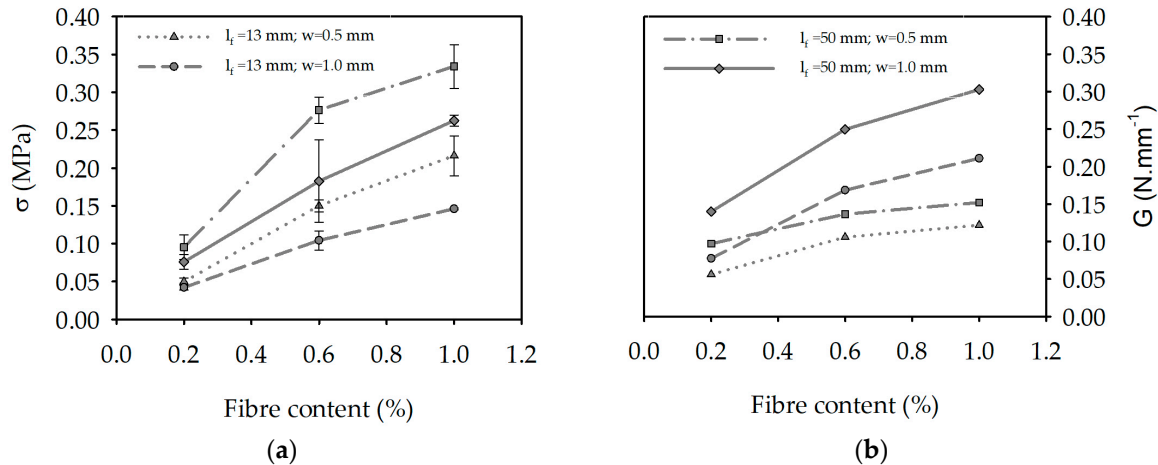 0.40
0.35
0.30
0.25
0.20
0.15
0.10
0.05
0.00
σ (MPa)
l_f =13 mm; w=0.5 mm
l_f =13 mm; w=1.0 mm
0.0 0.2 0.4 0.6 0.8 1.0 1.2
Fibre content (%)
(a)
l_f =50 mm; w=0.5 mm
l_f =50 mm; w=1.0 mm
0.40
0.35
0.30
0.25
0.20
0.15
0.10
0.05
0.00
G (N.mm⁻¹)
0.0 0.2 0.4 0.6 0.8 1.0 1.2
Fibre content (%)
(b)